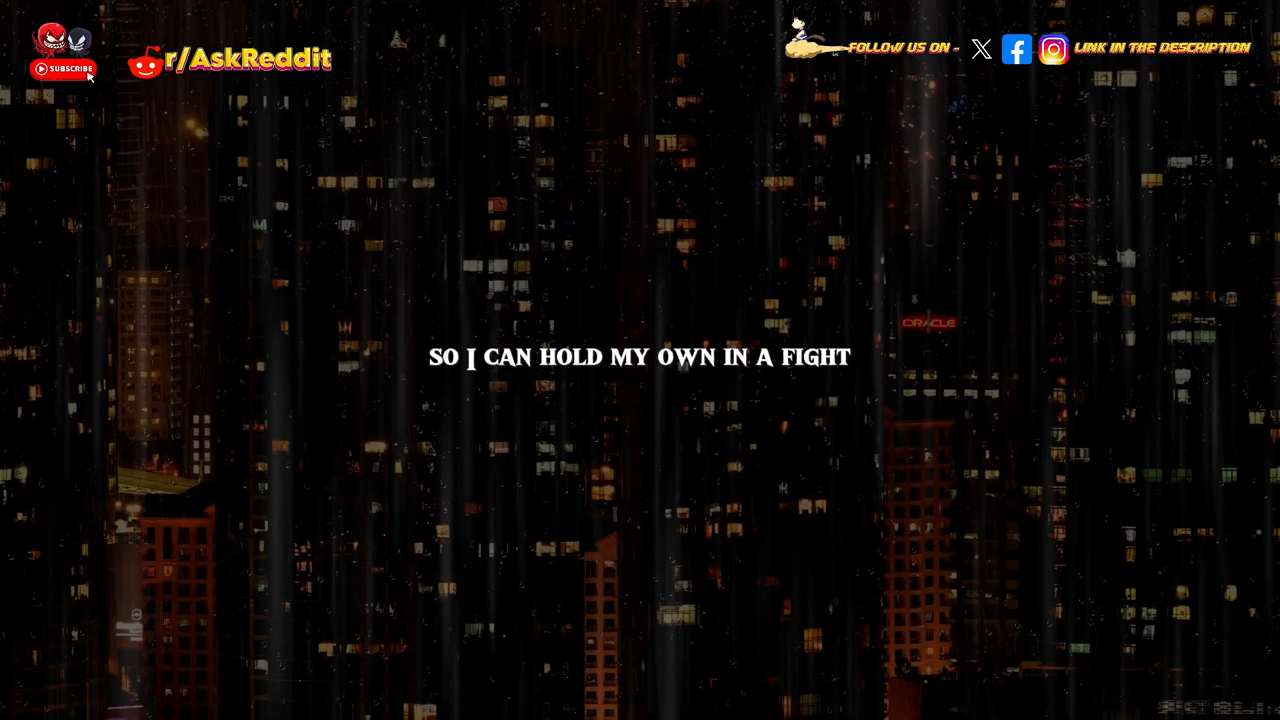 SUBSCRIBE
r/AskReddit
FOLLOW US ON -
LINK IN THE DESCRIPTION
ORACLE
SO I CAN HOLD MY OWN IN A FIGHT